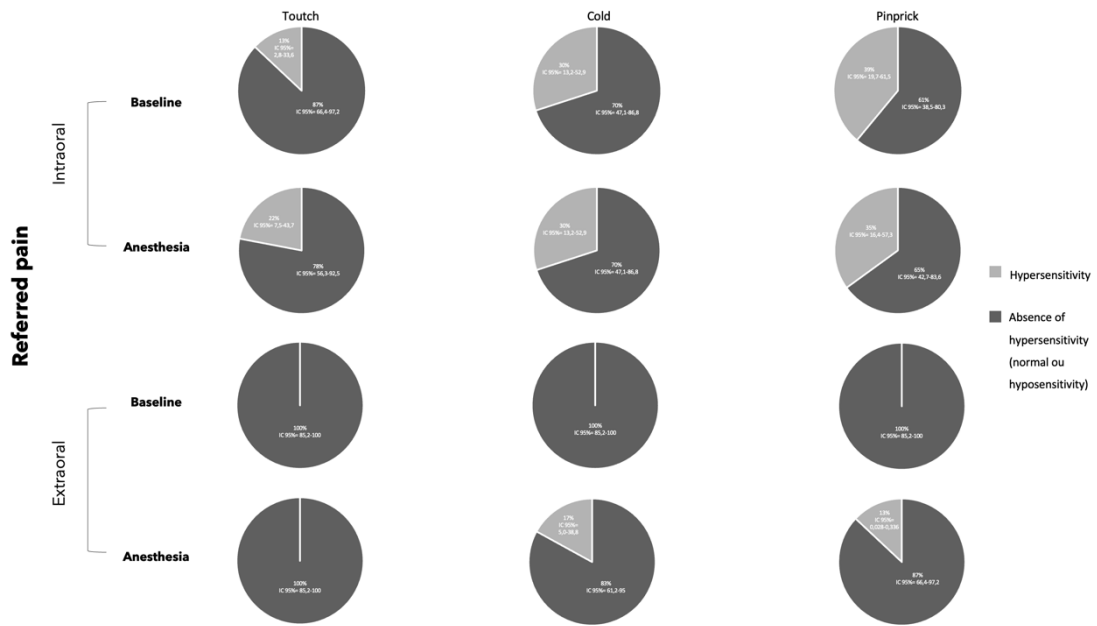 Toutch
Cold
Pinprick
Referred pain
Intraoral
Baseline
13%
IC 95%=
2,8-33,6
87%
IC 95%= 66,4-97,2
30%
IC 95%= 13,2-52,9
70%
IC 95%= 47,1-86,8
39%
IC 95%= 19,7-61,5
61%
IC 95%= 38,5-80,3
Anesthesia
22%
IC 95%= 7,5-43,7
78%
IC 95%= 56,3-92,5
30%
IC 95%= 13,2-52,9
70%
IC 95%= 47,1-86,8
35%
IC 95%= 16,4-57,3
65%
IC 95%= 42,7-83,6
Hypersensitivity
Absence of
hypersensitivity
(normal ou
hyposensitivity)
Extraoral
Baseline
100%
IC 95%= 85,2-100
100%
IC 95%= 85,2-100
100%
IC 95%= 85,2-100
Anesthesia
100%
IC 95%= 85,2-100
17%
IC 95%=
5,0-38,8
83%
IC 95%= 61,2-95
13%
IC 95%=
0,028-0,336
87%
IC 95%= 66,4-97,2